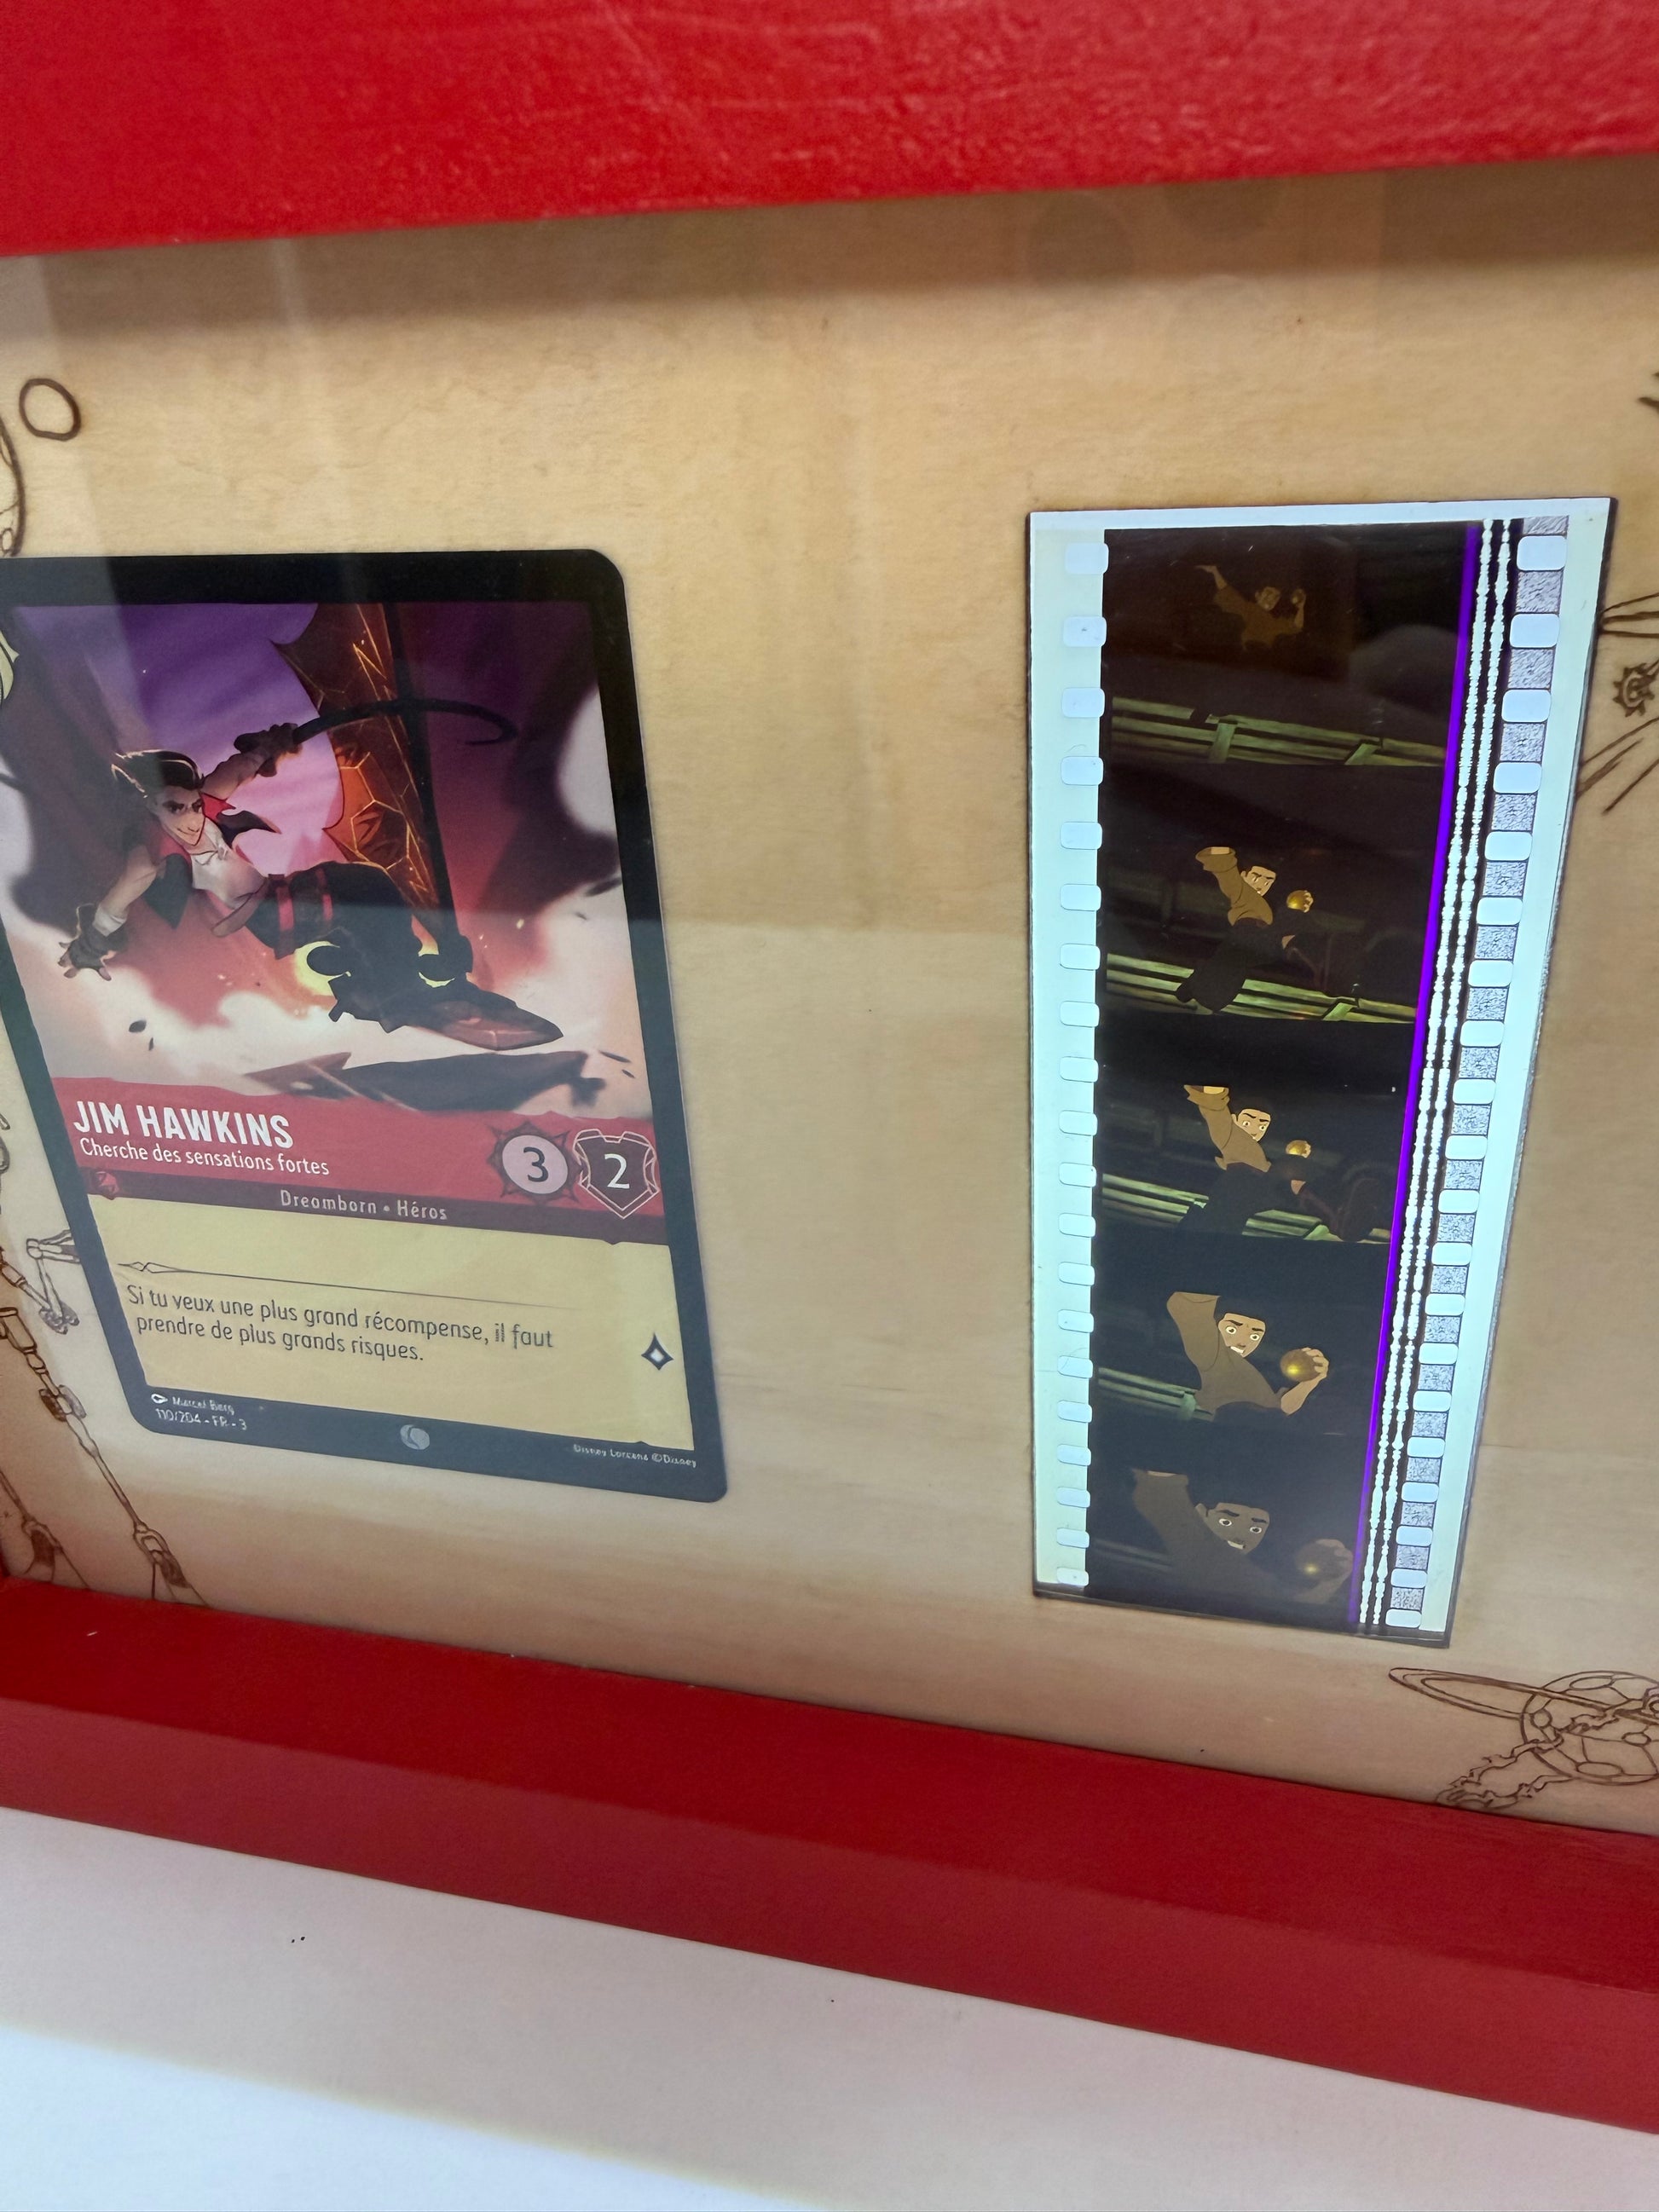 JIM HAWKINS
Cherche des sensations fortes
3
2
Dreamborn • Héros
Si tu veux une plus grand récompense, il faut
prendre de plus grands risques.
Marcel Berg
110/204 - FR - 3
Disney Lorcana ©Disney